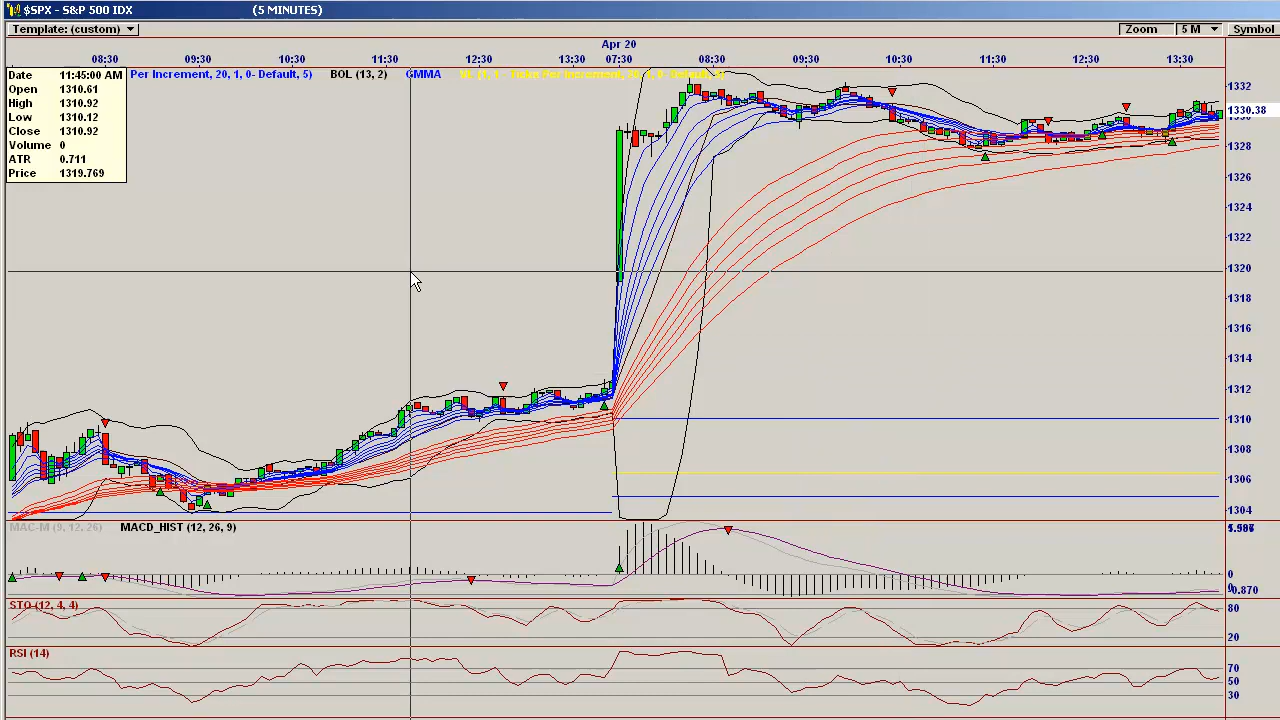 $SPX - S&P 500 IDX (5 MINUTES)
Template: (custom) Zoom 5 M Symbol
Apr 20
08:30 09:30 10:30 11:30 12:30 13:30 07:30 08:30 09:30 10:30 11:30 12:30 13:30
Date 11:45:00 AM
Open 1310.61
High 1310.92
Low 1310.12
Close 1310.92
Volume 0
ATR 0.711
Price 1319.769
Per Increment, 20, 1, 0- Default, 5) BOL (13, 2) GMMA
1332
1330.38
1328
1326
1324
1322
1320
1318
1316
1314
1312
1310
1308
1306
1304
MAC-M (9, 12, 26) MACD_HIST (12, 26, 9)
0
STO (12, 4, 4)
80
20
RSI (14)
70
50
30